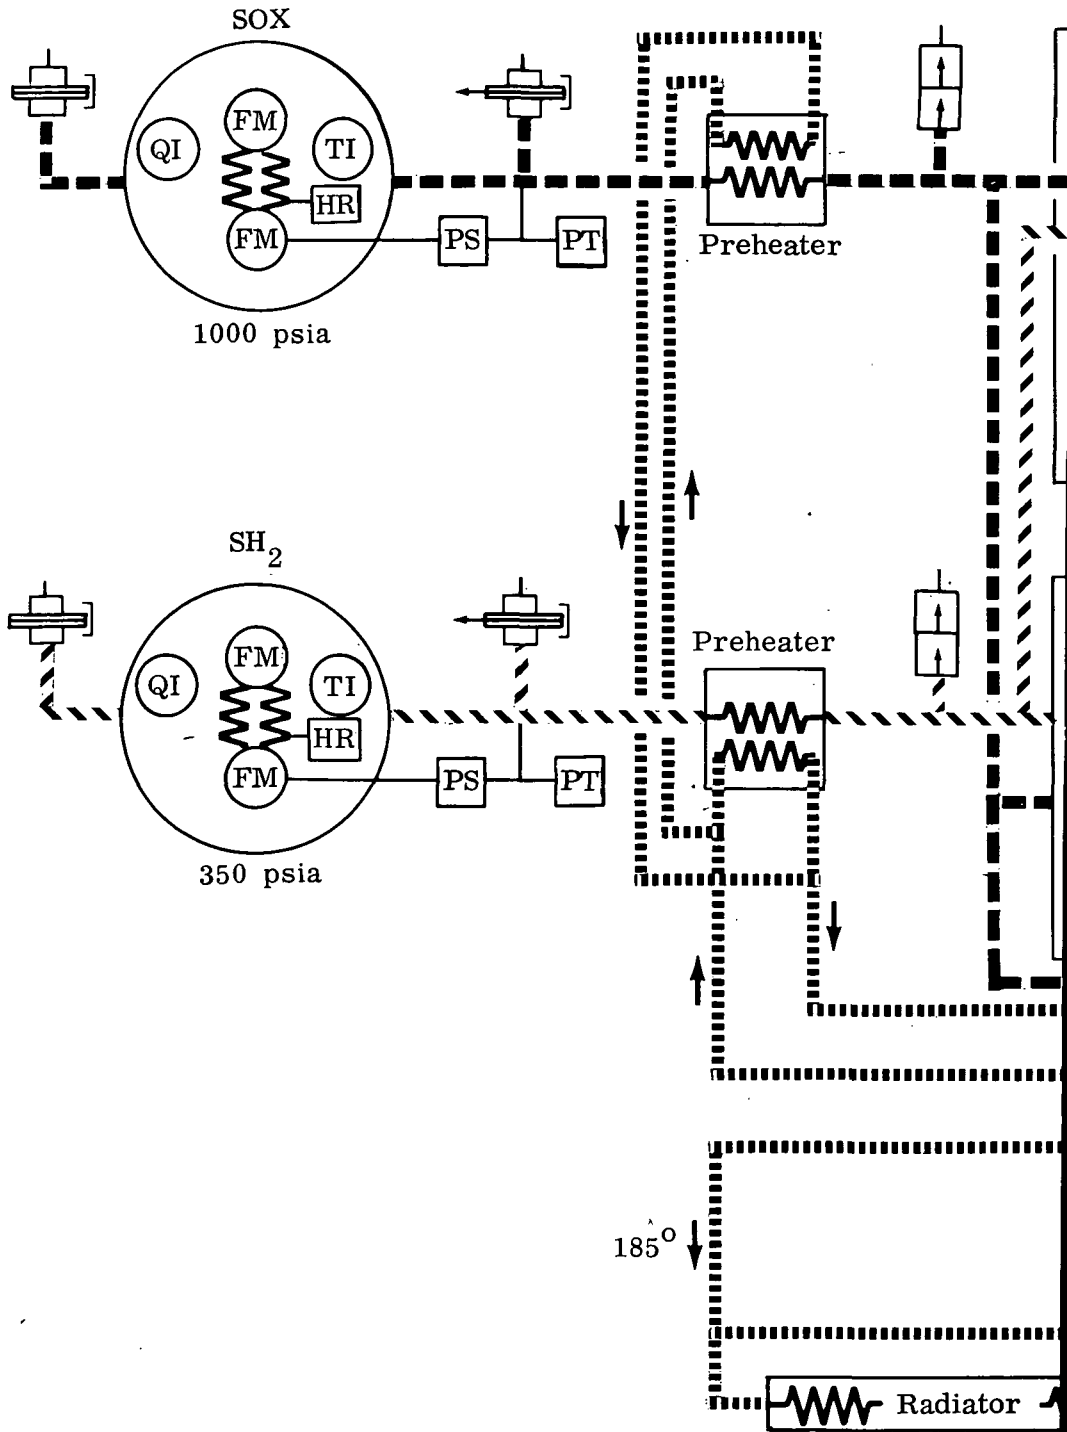 SOX
QI
FM
TI
HR
FM
PS
PT
Preheater
1000 psia
SH2
Preheater
QI
FM
TI
HR
FM
PS
PT
350 psia
185°
Radiator